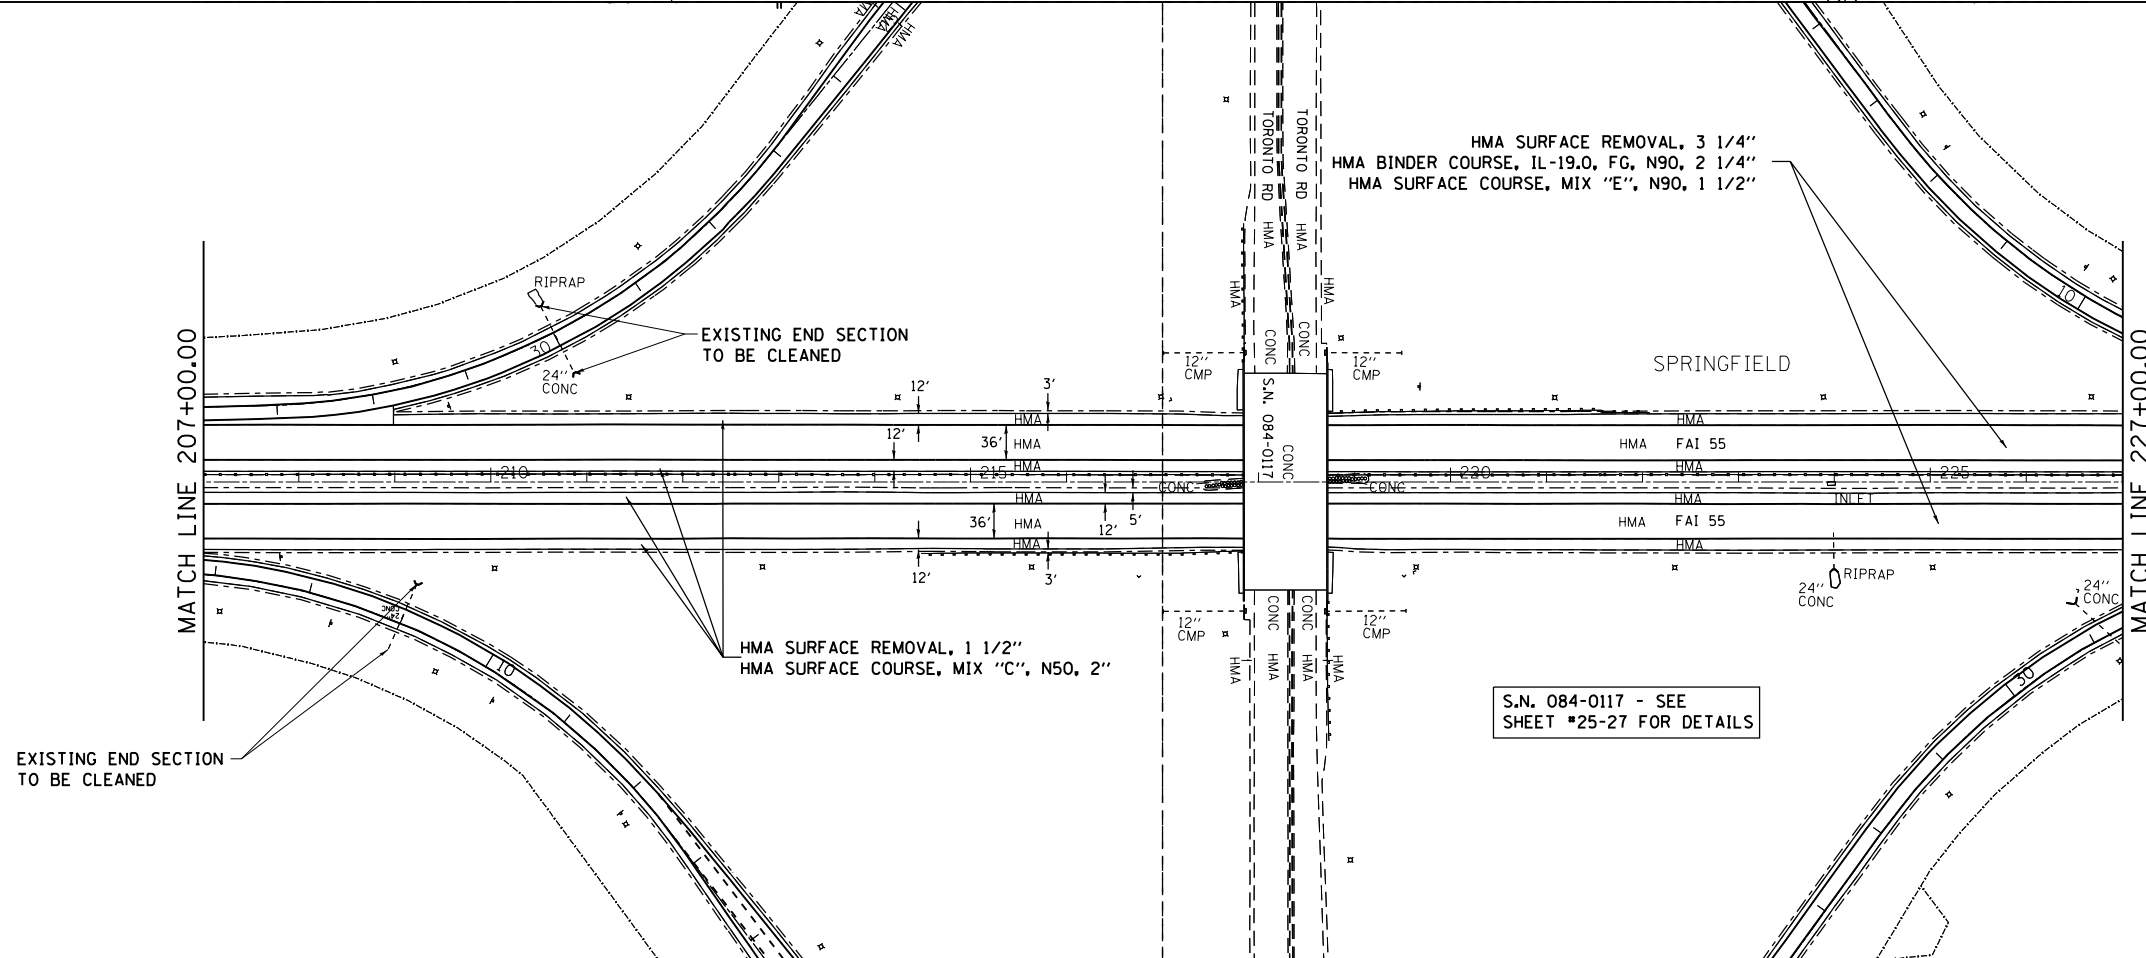 HMA
HMA
HMA
TORONTO RD
TORONTO RD
HMA
HMA
HMA SURFACE REMOVAL, 3 1/4"
HMA BINDER COURSE, IL-19.0, FG, N90, 2 1/4"
HMA SURFACE COURSE, MIX "E", N90, 1 1/2"
RIPRAP
HMA
HMA
10
EXISTING END SECTION
TO BE CLEANED
30
24"
CONC
CONC
CONC
12"
CMP
12"
CMP
SPRINGFIELD
MATCH LINE 207+00.00
MATCH LINE 227+00.00
12'
3'
S.N. 084-0117
CONC
HMA
HMA
12'
36'
HMA
HMA FAI 55
HMA
HMA
210
215
220
225
CONC
CONC
HMA
HMA
INLET
36'
HMA
12'
5'
HMA FAI 55
HMA
HMA
12'
3'
RIPRAP
24"
CONC
24"
CONC
24"
CONC
12"
CMP
CONC
CONC
12"
CMP
HMA
HMA
HMA
HMA
HMA SURFACE REMOVAL, 1 1/2"
HMA SURFACE COURSE, MIX "C", N50, 2"
10
30
S.N. 084-0117 - SEE
SHEET #25-27 FOR DETAILS
EXISTING END SECTION
TO BE CLEANED